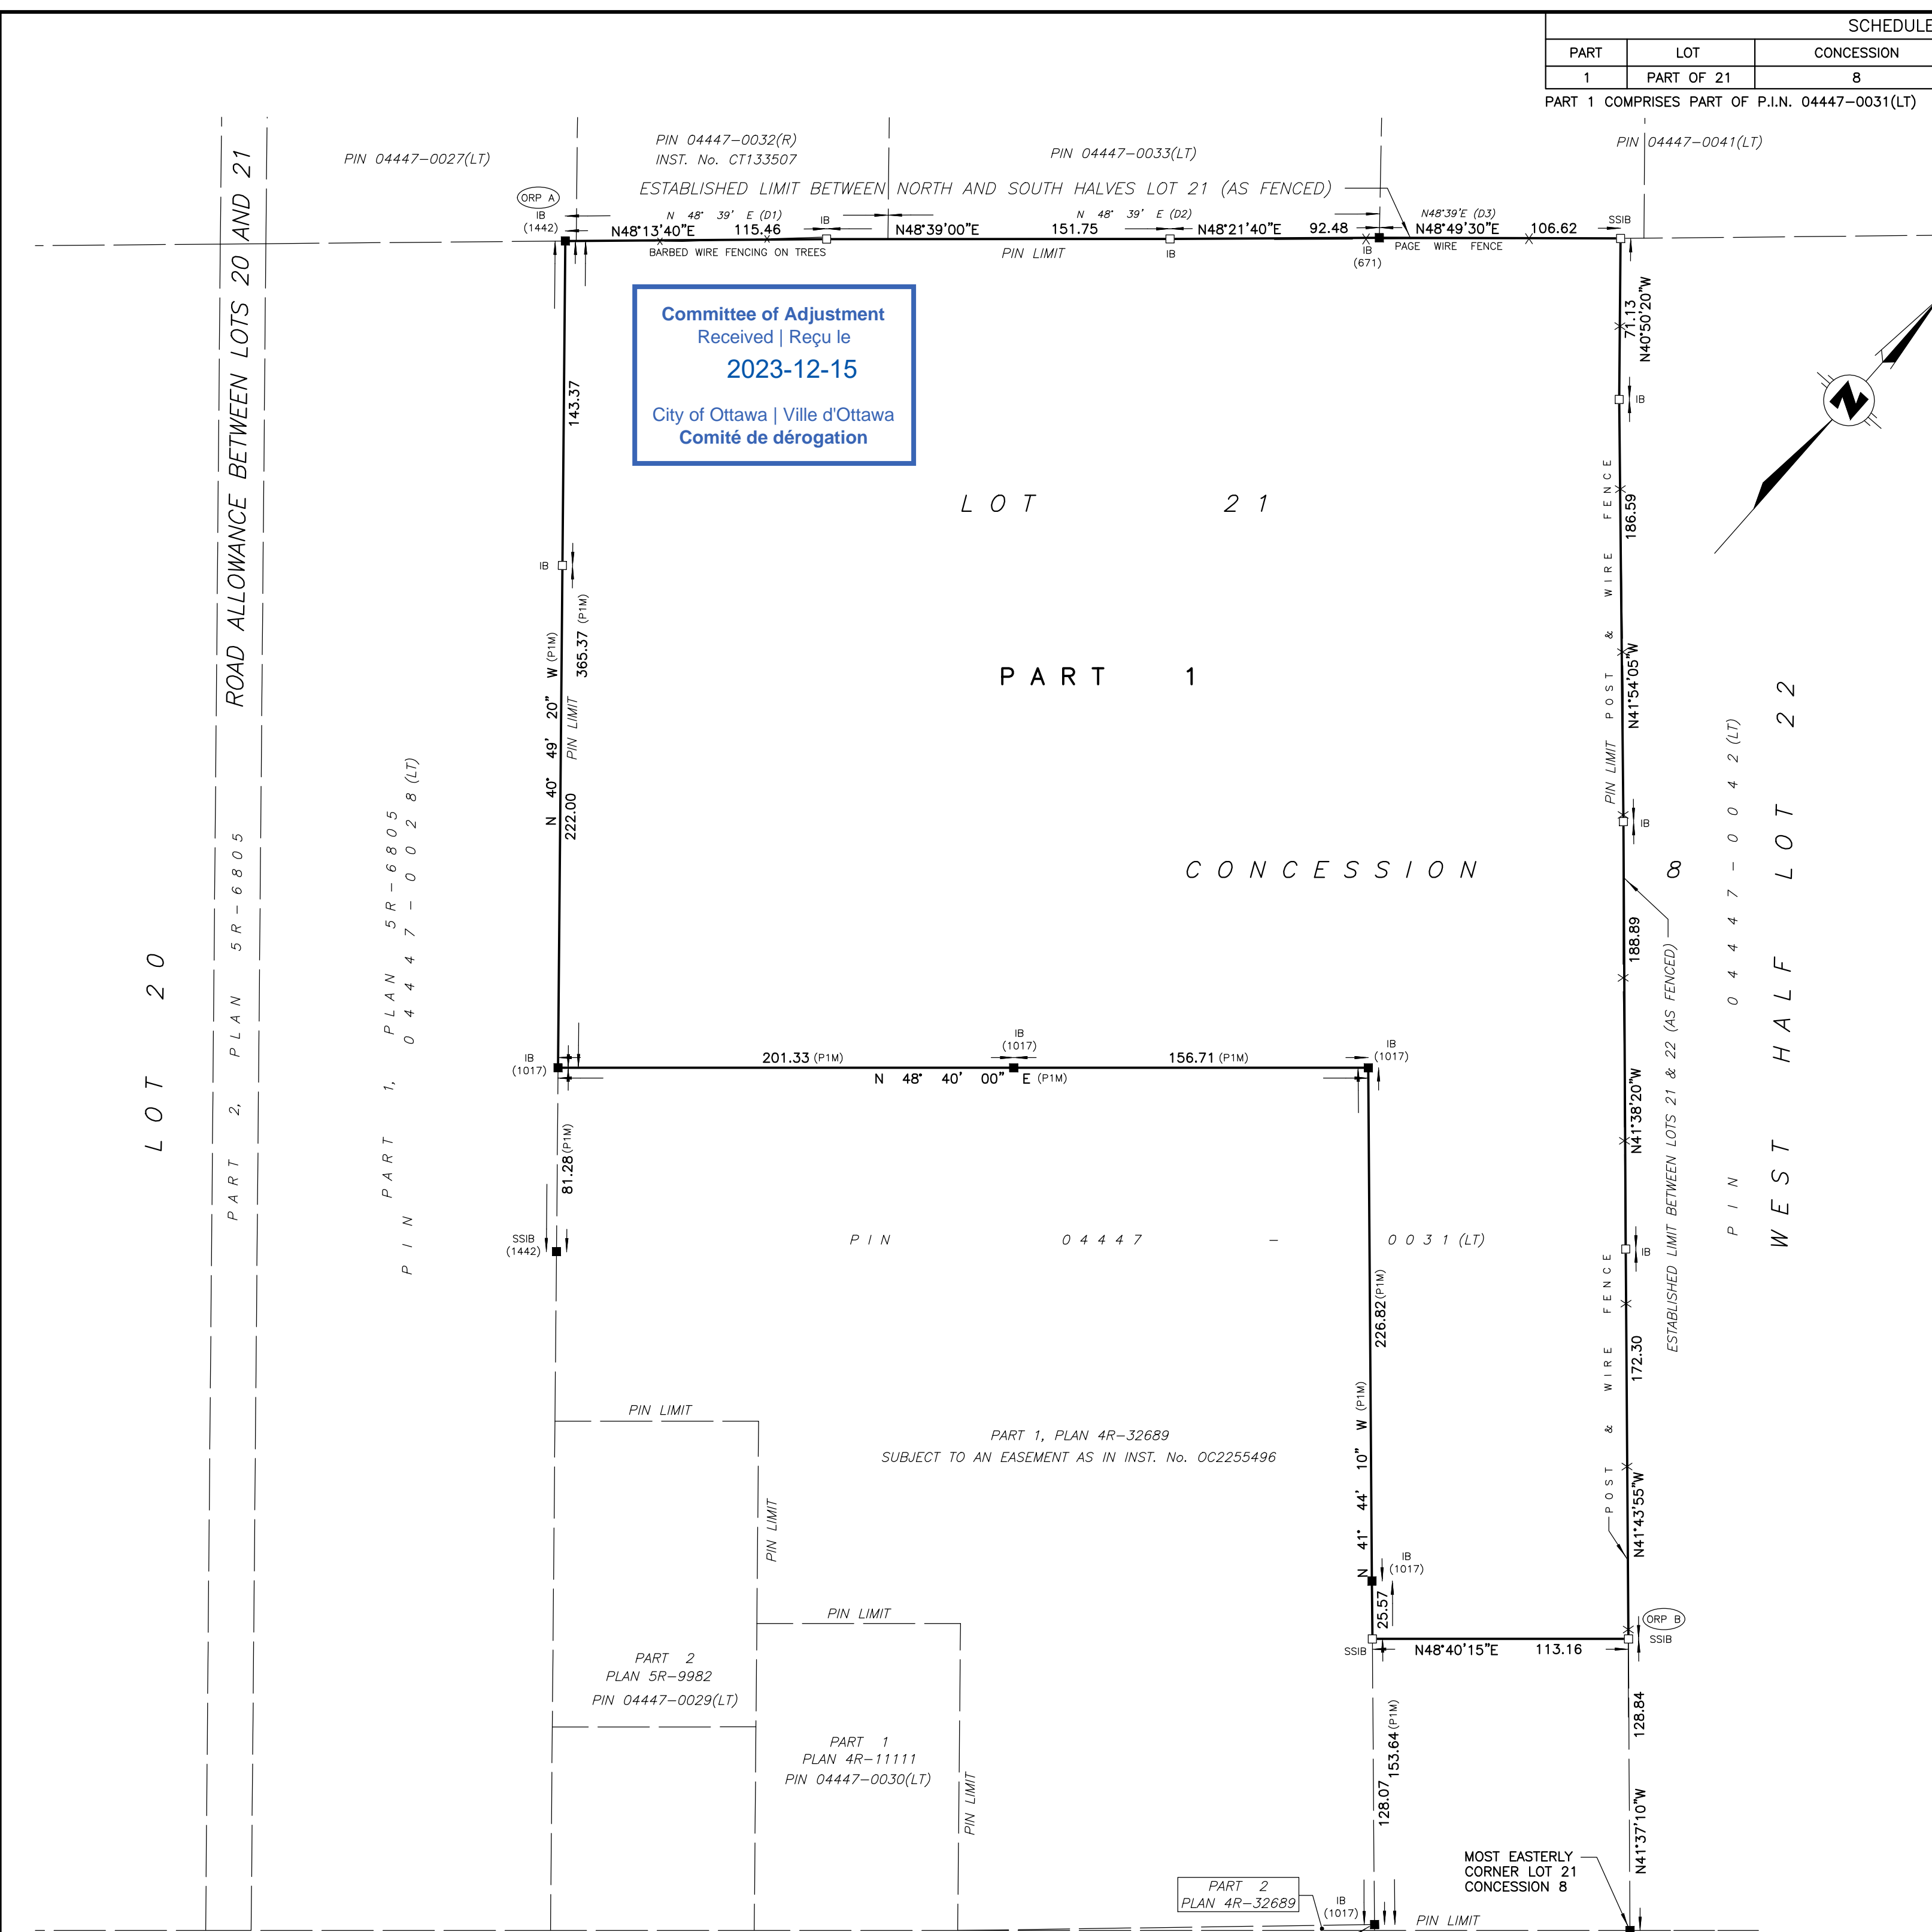 SCHEDULE
PART LOT CONCESSION
1 PART OF 21 8
PART 1 COMPRISES PART OF P.I.N. 04447-0031(LT)
PIN 04447-0027(LT)
PIN 04447-0032(R)
INST. No. CT133507
PIN 04447-0033(LT)
PIN 04447-0041(LT)
ESTABLISHED LIMIT BETWEEN NORTH AND SOUTH HALVES LOT 21 (AS FENCED)
ORP A
IB
(1442)
N 48° 39' E (D1)
IB
N 48° 39' E (D2)
N48°39'E (D3)
SSIB
N48°13'40"E 115.46
N48°39'00"E 151.75
N48°21'40"E 92.48
N48°49'30"E 106.62
BARBED WIRE FENCING ON TREES
PIN LIMIT
IB
IB
(671)
PAGE WIRE FENCE
ROAD ALLOWANCE BETWEEN LOTS 20 AND 21
Committee of Adjustment
Received | Reçu le
2023-12-15
City of Ottawa | Ville d'Ottawa
Comité de dérogation
143.37
71.13
N40°50'20"W
IB
N
LOT 21
POST & WIRE FENCE
186.59
IB
365.37 (P1M)
N 40° 49' 20" W (P1M)
PIN LIMIT
222.00
PART 1
N41°54'05"W
PIN LIMIT
IB
CONCESSION 8
PIN 04447-0042(LT)
WEST HALF LOT 22
188.89
ESTABLISHED LIMIT BETWEEN LOTS 21 & 22 (AS FENCED)
N41°38'20"W
LOT 20
PART 2, PLAN 5R-6805
PART 1, PLAN 5R-6805
PIN 04447-0028(LT)
IB
(1017)
201.33 (P1M)
IB
(1017)
156.71 (P1M)
IB
(1017)
N 48° 40' 00" E (P1M)
81.28 (P1M)
SSIB
(1442)
PIN 04447 - 0031 (LT)
IB
226.82 (P1M)
N 41° 44' 10" W (P1M)
POST & WIRE FENCE
172.30
N41°43'55"W
PIN LIMIT
PART 1, PLAN 4R-32689
SUBJECT TO AN EASEMENT AS IN INST. No. OC2255496
PIN LIMIT
IB
(1017)
25.57
PIN LIMIT
ORP B
SSIB
SSIB
N48°40'15"E 113.16
PART 2
PLAN 5R-9982
PIN 04447-0029(LT)
PART 1
PLAN 4R-11111
PIN 04447-0030(LT)
PIN LIMIT
153.64 (P1M)
128.07
128.84
N41°37'10"W
MOST EASTERLY
CORNER LOT 21
CONCESSION 8
PART 2
PLAN 4R-32689
IB
(1017)
PIN LIMIT